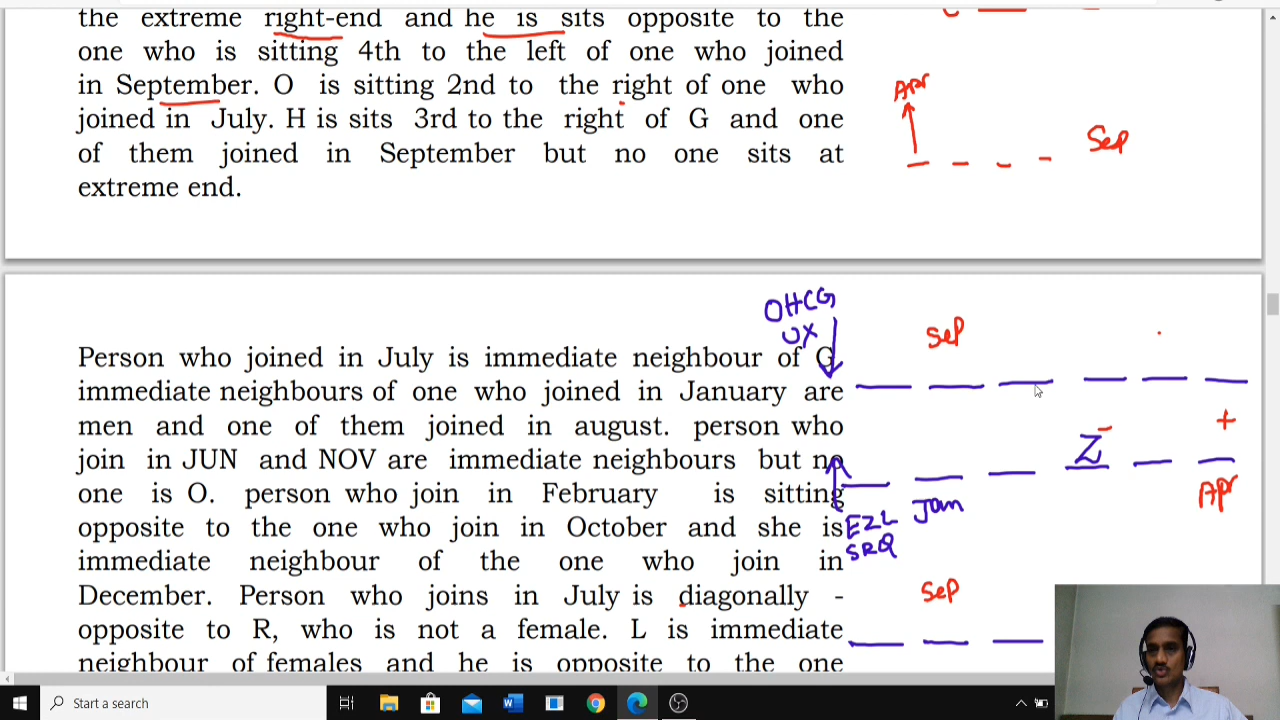 the extreme right-end and he is sits opposite to the
one who is sitting 4th to the left of one who joined
in September. O is sitting 2nd to the right of one who
joined in July. H is sits 3rd to the right of G and one
of them joined in September but no one sits at
extreme end.
Apr
Sep
OHCG
UX
Sep
Person who joined in July is immediate neighbour of G
immediate neighbours of one who joined in January are
men and one of them joined in august. person who
join in JUN and NOV are immediate neighbours but no
one is O. person who join in February is sitting
opposite to the one who join in October and she is
immediate neighbour of the one who join in
December. Person who joins in July is diagonally -
opposite to R, who is not a female. L is immediate
neighbour of females and he is opposite to the one
Z -
+
Apr
Jan
EZL
SRQ
Sep
Start a search